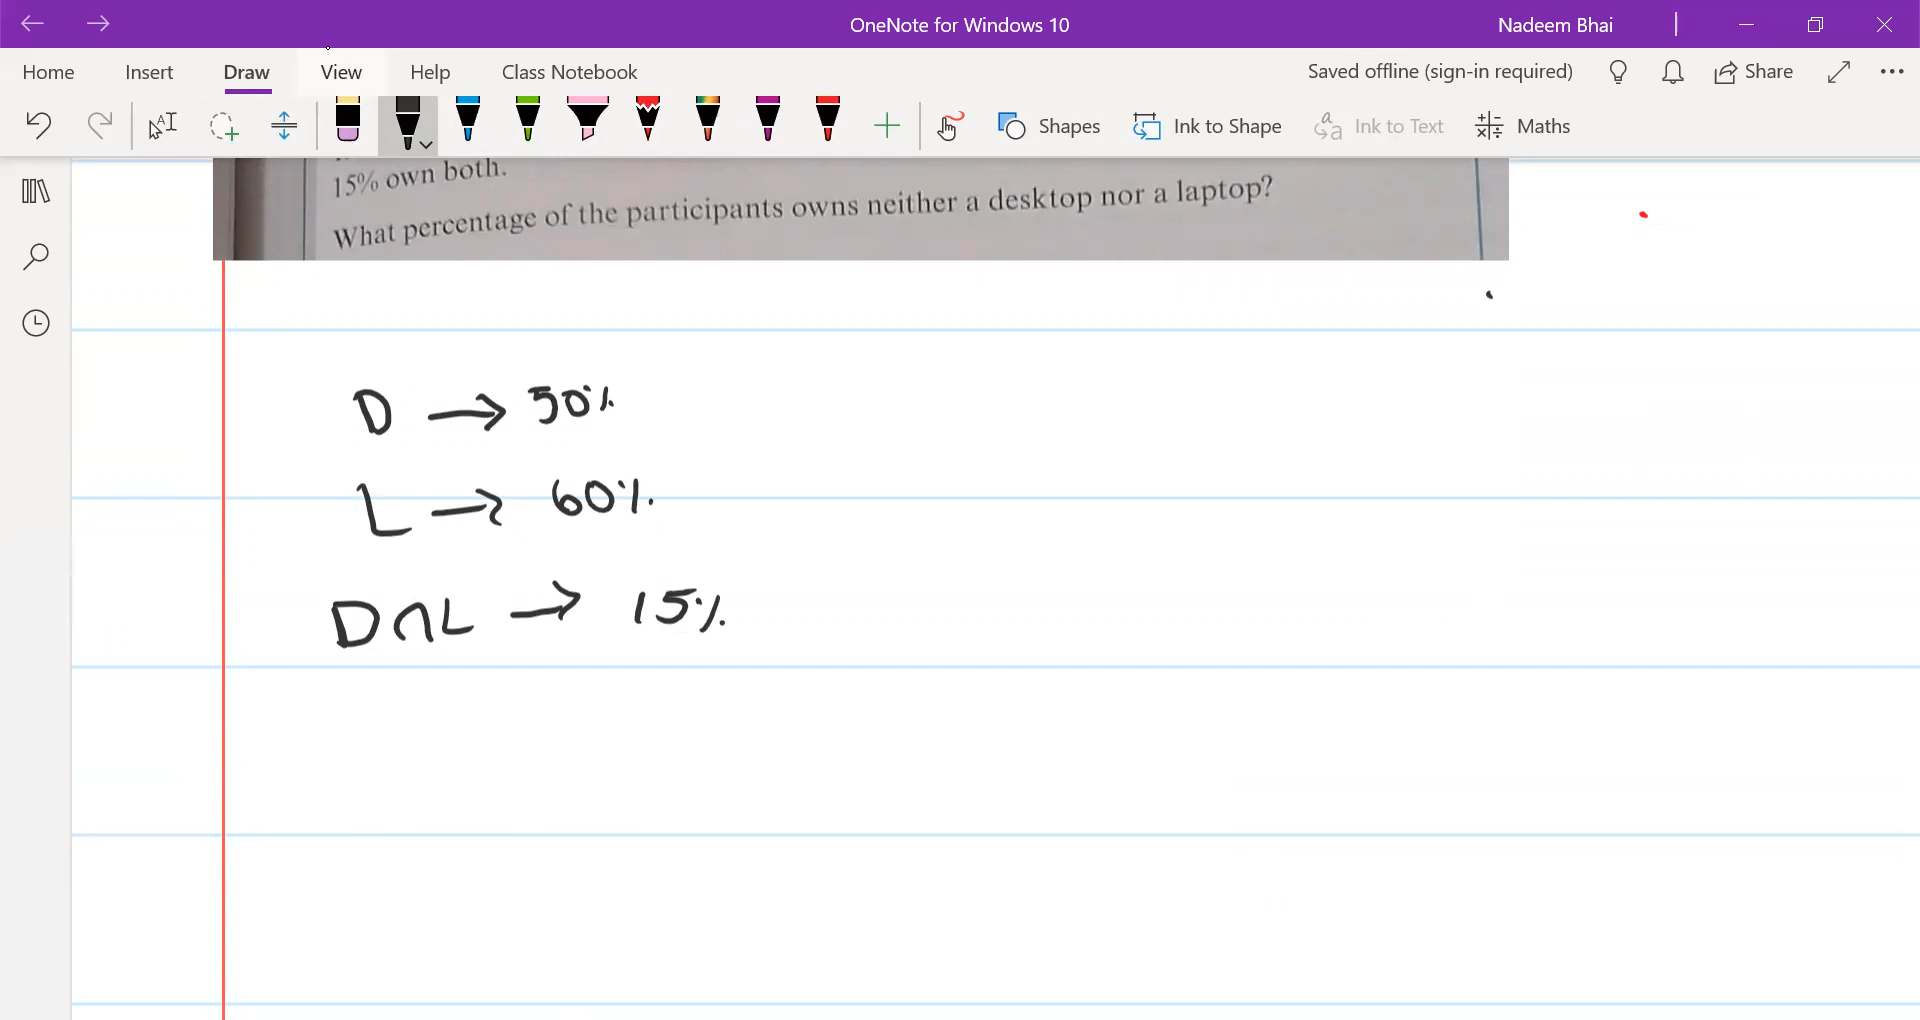 OneNote for Windows 10
Nadeem Bhai
Home Insert Draw View Help Class Notebook
Saved offline (sign-in required) Share
Shapes Ink to Shape Ink to Text Maths
15% own both.
What percentage of the participants owns neither a desktop nor a laptop?
D → 50%
L → 60%
D∩L → 15%